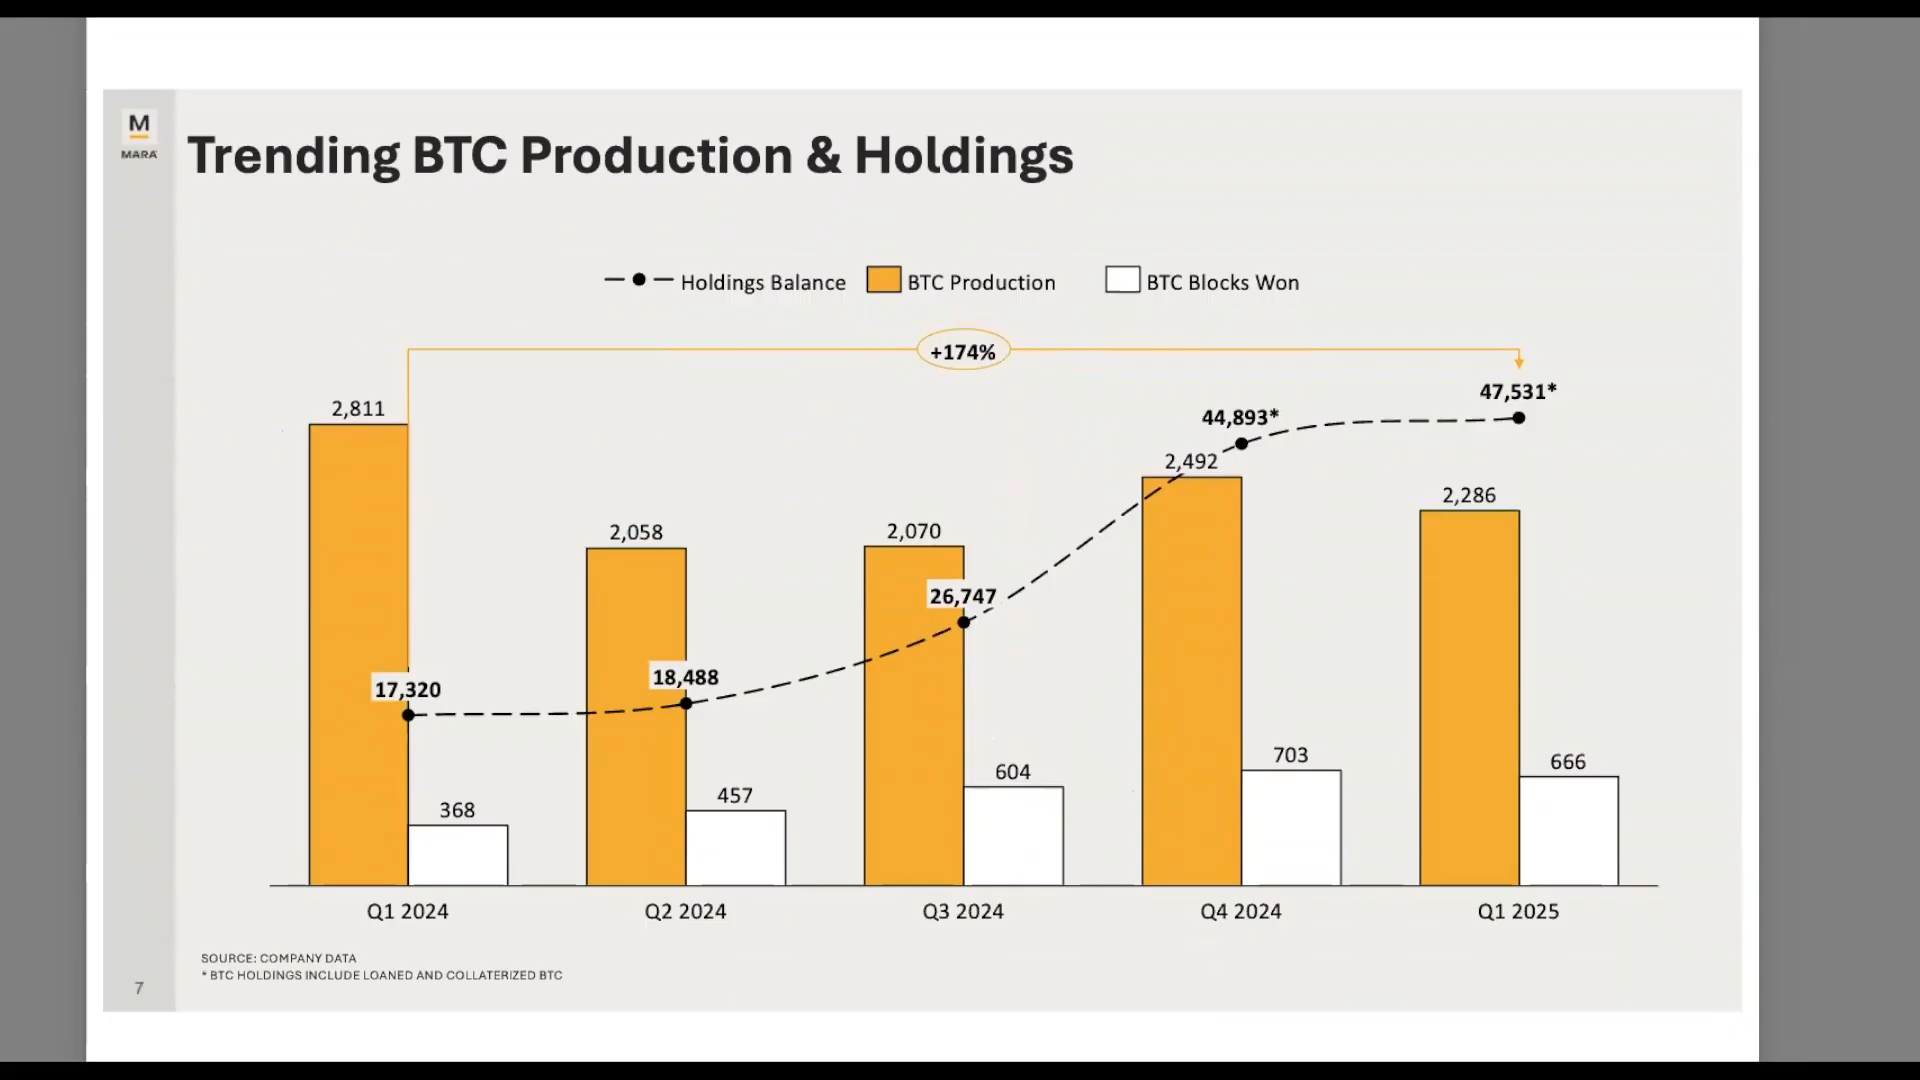 M
MARA
Trending BTC Production & Holdings
Holdings Balance BTC Production BTC Blocks Won
+174%
47,531*
2,811
44,893*
2,492
2,286
2,058
2,070
26,747
18,488
17,320
703
666
604
457
368
Q1 2024 Q2 2024 Q3 2024 Q4 2024 Q1 2025
SOURCE: COMPANY DATA
* BTC HOLDINGS INCLUDE LOANED AND COLLATERIZED BTC
7